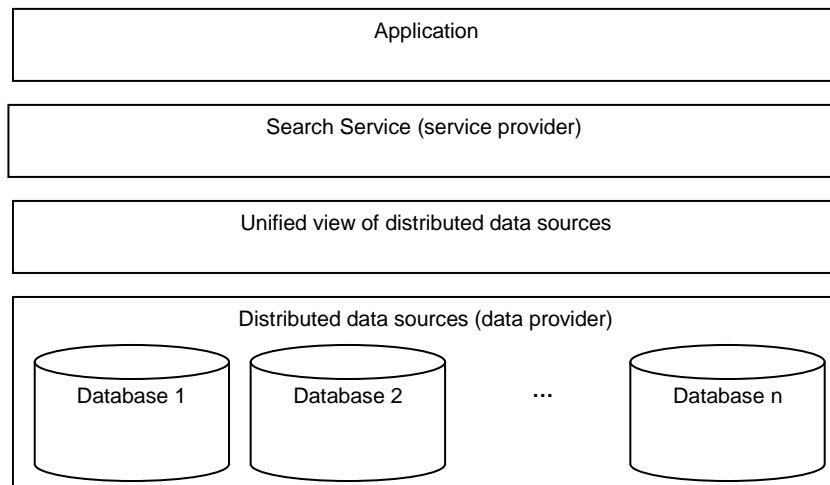 Application
Search Service (service provider)
Unified view of distributed data sources
Distributed data sources (data provider)
Database 1
Database 2
...
Database n